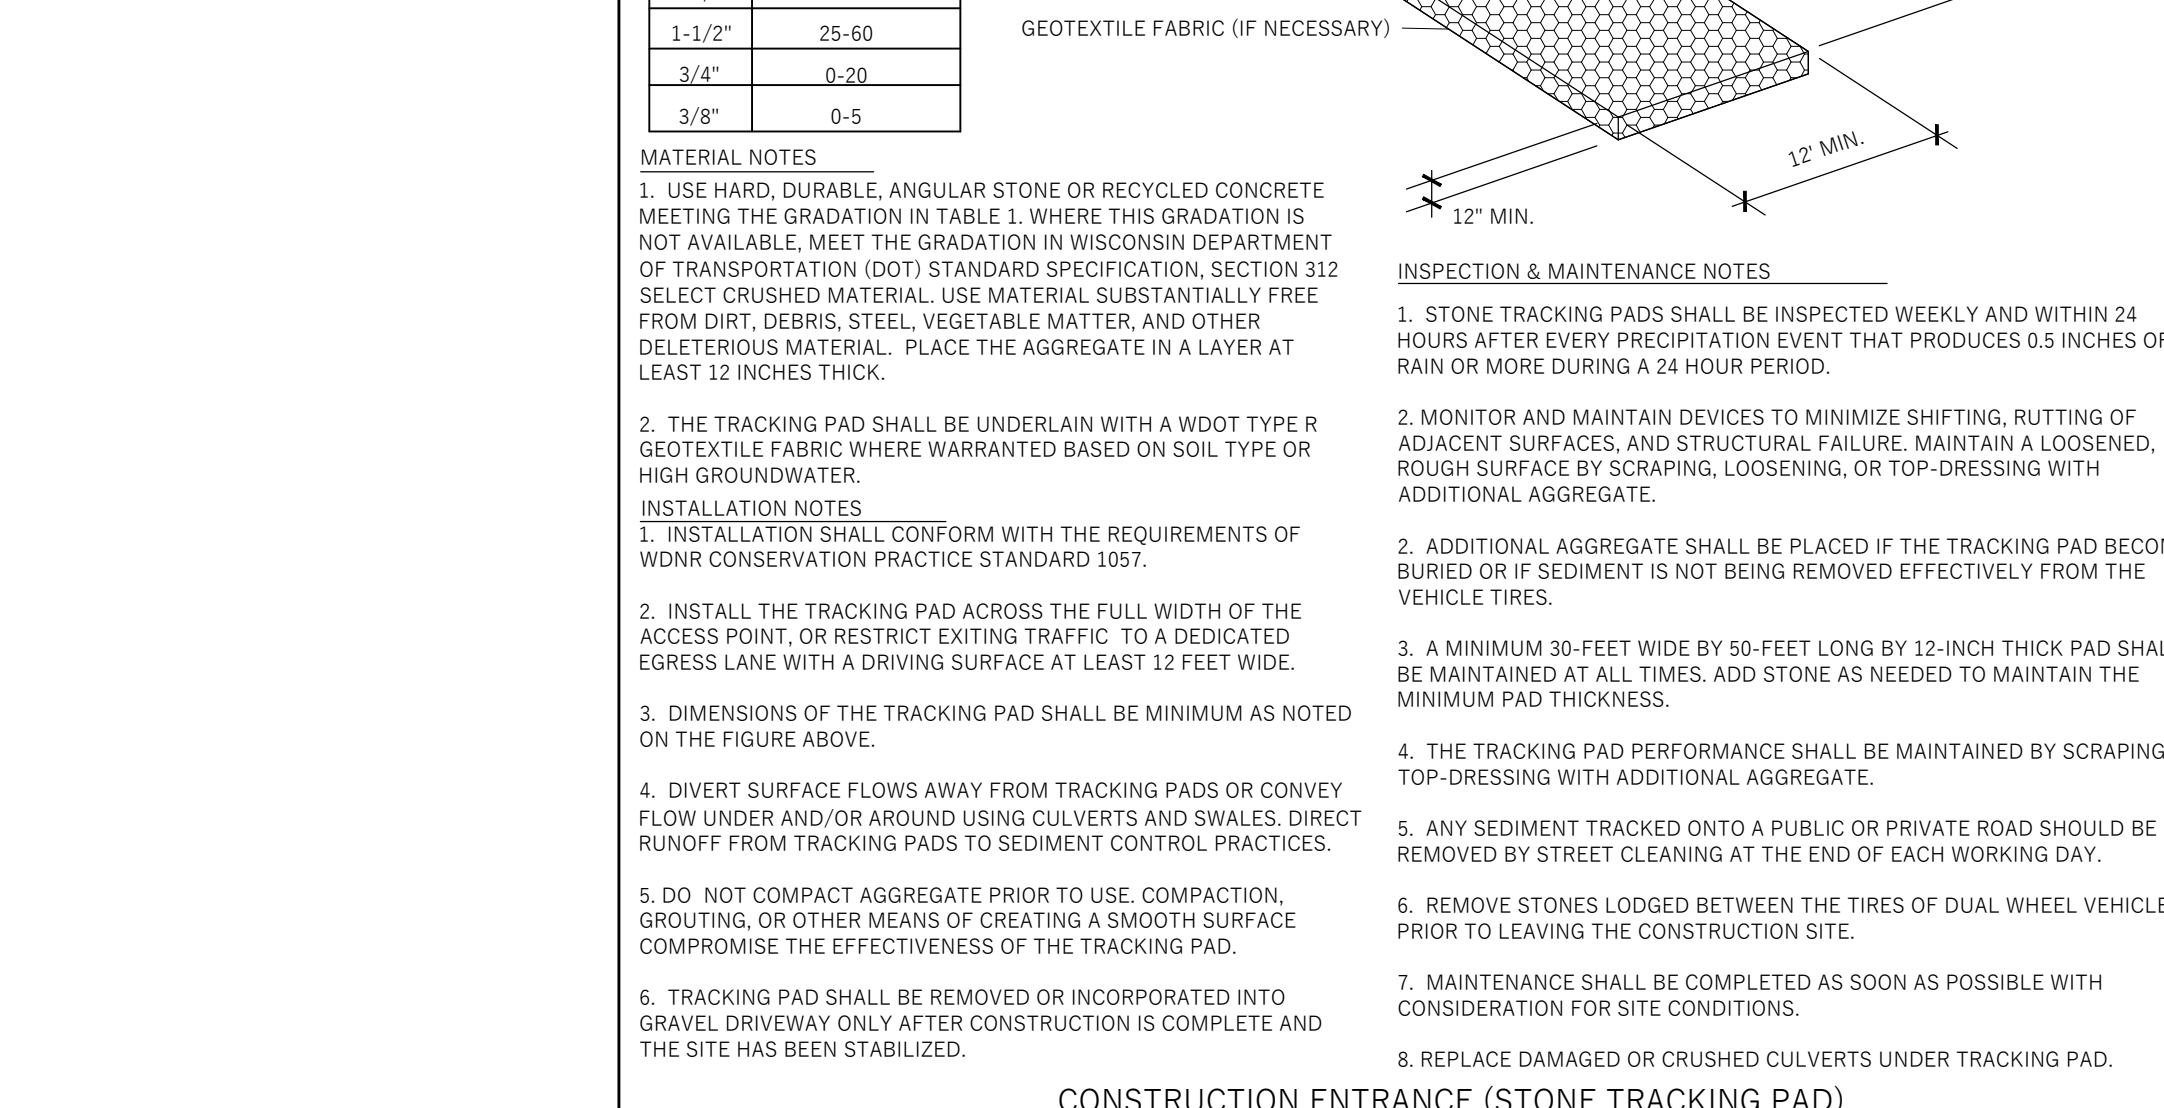 1-1/2" 25-60
3/4" 0-20
3/8" 0-5
GEOTEXTILE FABRIC (IF NECESSARY)
12' MIN.
12" MIN.
MATERIAL NOTES
1. USE HARD, DURABLE, ANGULAR STONE OR RECYCLED CONCRETE
MEETING THE GRADATION IN TABLE 1. WHERE THIS GRADATION IS
NOT AVAILABLE, MEET THE GRADATION IN WISCONSIN DEPARTMENT
OF TRANSPORTATION (DOT) STANDARD SPECIFICATION, SECTION 312
SELECT CRUSHED MATERIAL. USE MATERIAL SUBSTANTIALLY FREE
FROM DIRT, DEBRIS, STEEL, VEGETABLE MATTER, AND OTHER
DELETERIOUS MATERIAL. PLACE THE AGGREGATE IN A LAYER AT
LEAST 12 INCHES THICK.
2. THE TRACKING PAD SHALL BE UNDERLAIN WITH A WDOT TYPE R
GEOTEXTILE FABRIC WHERE WARRANTED BASED ON SOIL TYPE OR
HIGH GROUNDWATER.
INSTALLATION NOTES
1. INSTALLATION SHALL CONFORM WITH THE REQUIREMENTS OF
WDNR CONSERVATION PRACTICE STANDARD 1057.
2. INSTALL THE TRACKING PAD ACROSS THE FULL WIDTH OF THE
ACCESS POINT, OR RESTRICT EXITING TRAFFIC TO A DEDICATED
EGRESS LANE WITH A DRIVING SURFACE AT LEAST 12 FEET WIDE.
3. DIMENSIONS OF THE TRACKING PAD SHALL BE MINIMUM AS NOTED
ON THE FIGURE ABOVE.
4. DIVERT SURFACE FLOWS AWAY FROM TRACKING PADS OR CONVEY
FLOW UNDER AND/OR AROUND USING CULVERTS AND SWALES. DIRECT
RUNOFF FROM TRACKING PADS TO SEDIMENT CONTROL PRACTICES.
5. DO NOT COMPACT AGGREGATE PRIOR TO USE. COMPACTION,
GROUTING, OR OTHER MEANS OF CREATING A SMOOTH SURFACE
COMPROMISE THE EFFECTIVENESS OF THE TRACKING PAD.
6. TRACKING PAD SHALL BE REMOVED OR INCORPORATED INTO
GRAVEL DRIVEWAY ONLY AFTER CONSTRUCTION IS COMPLETE AND
THE SITE HAS BEEN STABILIZED.
INSPECTION & MAINTENANCE NOTES
1. STONE TRACKING PADS SHALL BE INSPECTED WEEKLY AND WITHIN 24
HOURS AFTER EVERY PRECIPITATION EVENT THAT PRODUCES 0.5 INCHES OF
RAIN OR MORE DURING A 24 HOUR PERIOD.
2. MONITOR AND MAINTAIN DEVICES TO MINIMIZE SHIFTING, RUTTING OF
ADJACENT SURFACES, AND STRUCTURAL FAILURE. MAINTAIN A LOOSENED,
ROUGH SURFACE BY SCRAPING, LOOSENING, OR TOP-DRESSING WITH
ADDITIONAL AGGREGATE.
2. ADDITIONAL AGGREGATE SHALL BE PLACED IF THE TRACKING PAD
BURIED OR IF SEDIMENT IS NOT BEING REMOVED EFFECTIVELY FROM THE
VEHICLE TIRES.
3. A MINIMUM 30-FEET WIDE BY 50-FEET LONG BY 12-INCH THICK PAD
BE MAINTAINED AT ALL TIMES. ADD STONE AS NEEDED TO MAINTAIN THE
MINIMUM PAD THICKNESS.
4. THE TRACKING PAD PERFORMANCE SHALL BE MAINTAINED BY SCRAPING
TOP-DRESSING WITH ADDITIONAL AGGREGATE.
5. ANY SEDIMENT TRACKED ONTO A PUBLIC OR PRIVATE ROAD SHOULD BE
REMOVED BY STREET CLEANING AT THE END OF EACH WORKING DAY.
6. REMOVE STONES LODGED BETWEEN THE TIRES OF DUAL WHEEL
PRIOR TO LEAVING THE CONSTRUCTION SITE.
7. MAINTENANCE SHALL BE COMPLETED AS SOON AS POSSIBLE WITH
CONSIDERATION FOR SITE CONDITIONS.
8. REPLACE DAMAGED OR CRUSHED CULVERTS UNDER TRACKING PAD.
CONSTRUCTION ENTRANCE (STONE TRACKING PAD)